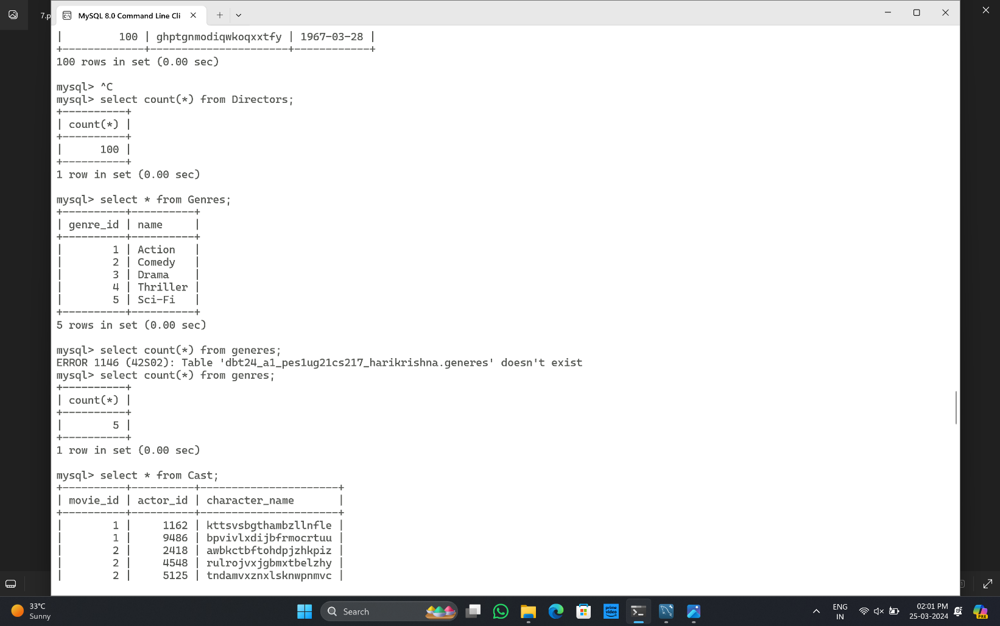 7.p
MySQL 8.0 Command Line Cli
|          100 | ghptgnmodiqwkoqxxtfy | 1967-03-28 |
+-------------+----------------------+------------+
100 rows in set (0.00 sec)
mysql> ^C
mysql> select count(*) from Directors;
+----------+
| count(*) |
+----------+
|      100 |
+----------+
1 row in set (0.00 sec)
mysql> select * from Genres;
+----------+----------+
| genre_id | name     |
+----------+----------+
|        1 | Action   |
|        2 | Comedy   |
|        3 | Drama    |
|        4 | Thriller |
|        5 | Sci-Fi   |
+----------+----------+
5 rows in set (0.00 sec)
mysql> select count(*) from generes;
ERROR 1146 (42S02): Table 'dbt24_a1_pes1ug21cs217_harikrishna.generes' doesn't exist
mysql> select count(*) from genres;
+----------+
| count(*) |
+----------+
|        5 |
+----------+
1 row in set (0.00 sec)
mysql> select * from Cast;
+----------+----------+----------------------+
| movie_id | actor_id | character_name       |
+----------+----------+----------------------+
|        1 |     1162 | kttsvsbgthambzllnfle |
|        1 |     9486 | bpvivlxdijbfrmocrtuu |
|        2 |     2418 | awbkctbftohdpjzhkpiz |
|        2 |     4548 | rulrojvxjgbmxtbelzhy |
|        2 |     5125 | tndamvxznxlsknwpnmvc |
33°C
Sunny
Search
prime video
ENG
IN
02:01 PM
25-03-2024
PRE